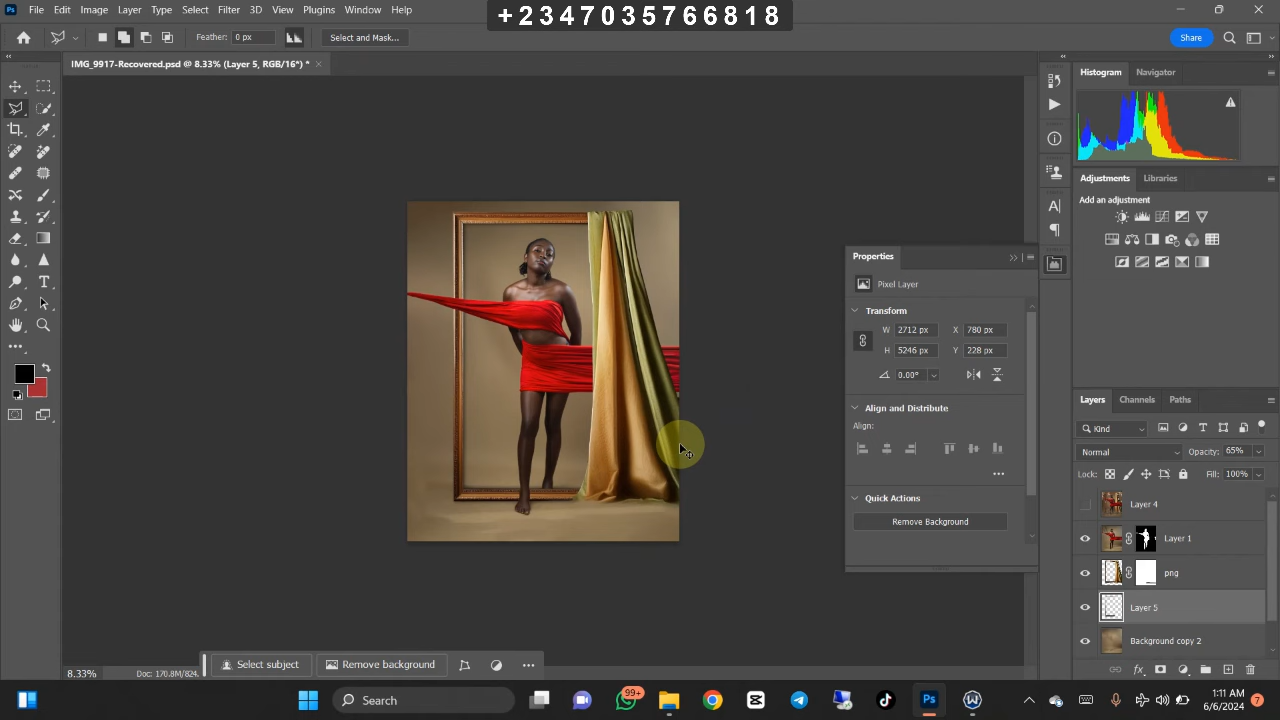 +2347035766818
Ps File Edit Image Layer Type Select Filter 3D View Plugins Window Help
Feather: 0 px Select and Mask... Share
IMG_9917-Recovered.psd @ 8.33% (Layer 5, RGB/16*) *
Histogram Navigator
Adjustments Libraries
Add an adjustment
Properties
Pixel Layer
Transform
W 2712 px X 780 px
H 5246 px Y 228 px
0.00°
Align and Distribute
Align:
Quick Actions
Remove Background
Layers Channels Paths
Kind
Normal Opacity: 65%
Lock: Fill: 100%
Layer 4
Layer 1
png
Layer 5
Background copy 2
Select subject Remove background
8.33% Doc: 170.8M/824.
Search 99+ Ps 1:11 AM
6/6/2024 7